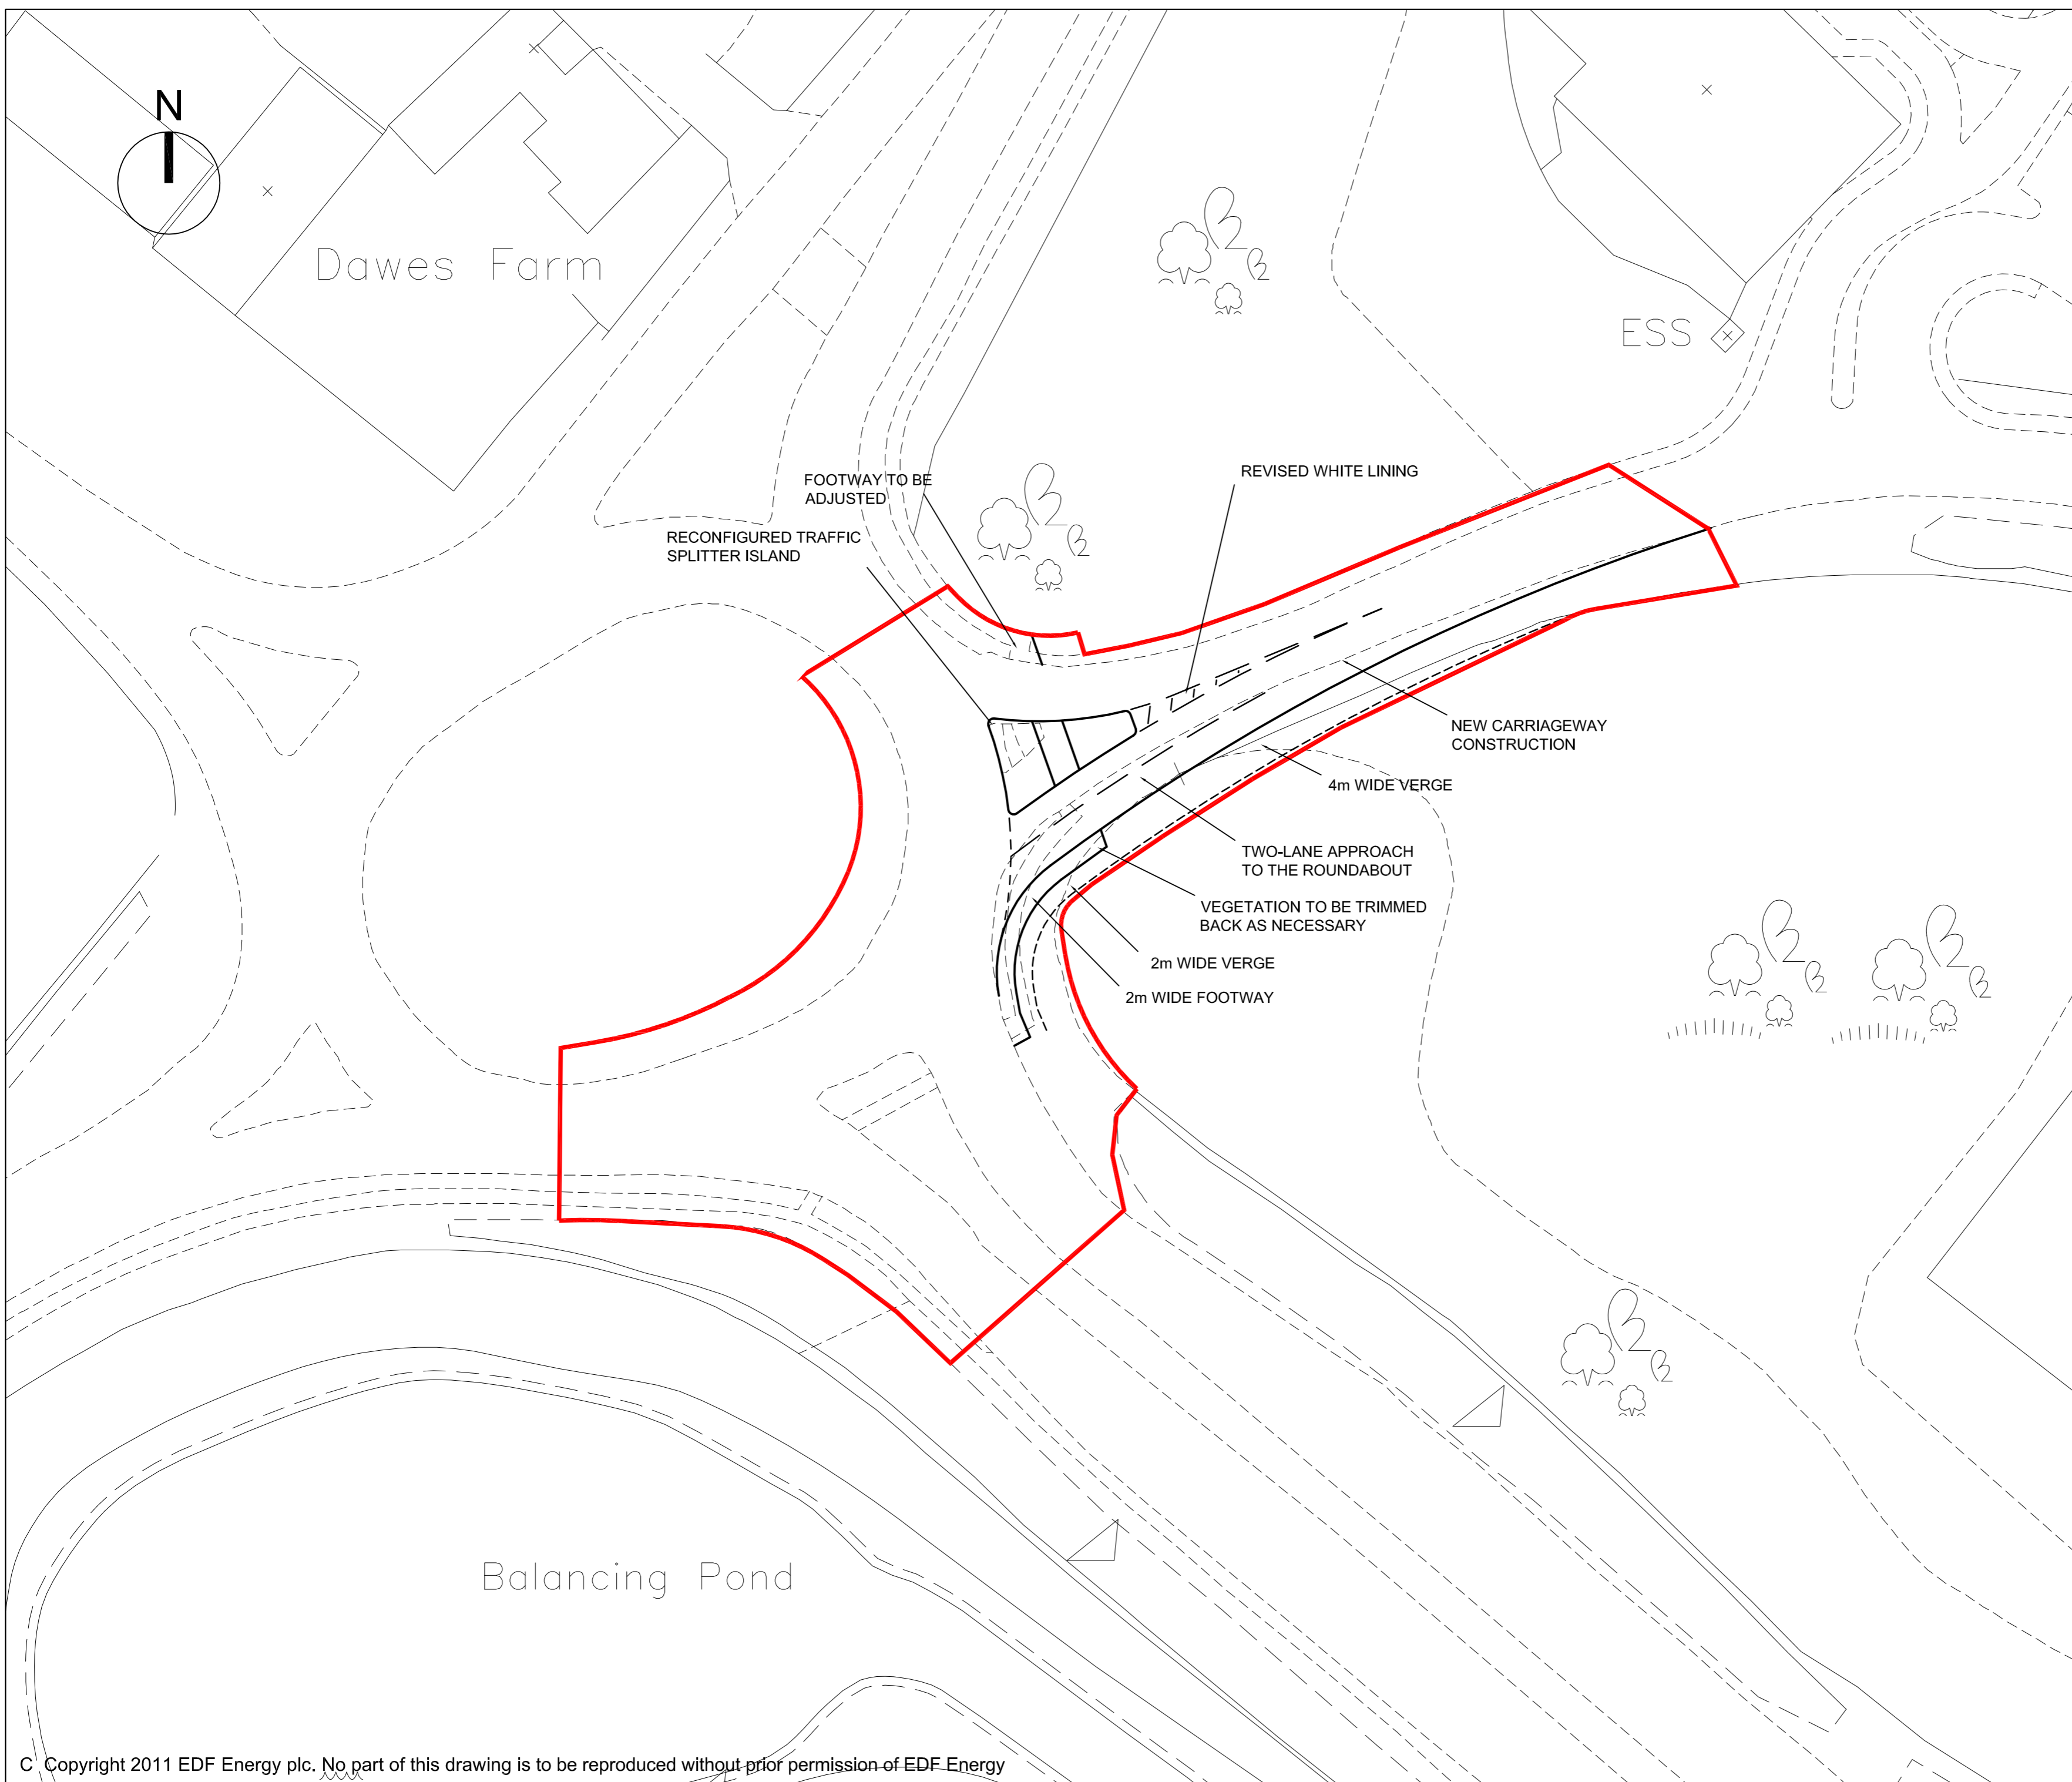 N
Dawes Farm
ESS
REVISED WHITE LINING
FOOTWAY TO BE
ADJUSTED
RECONFIGURED TRAFFIC
SPLITTER ISLAND
NEW CARRIAGEWAY
CONSTRUCTION
4m WIDE VERGE
TWO-LANE APPROACH
TO THE ROUNDABOUT
VEGETATION TO BE TRIMMED
BACK AS NECESSARY
2m WIDE VERGE
2m WIDE FOOTWAY
Balancing Pond
C Copyright 2011 EDF Energy plc. No part of this drawing is to be reproduced without prior permission of EDF Energy